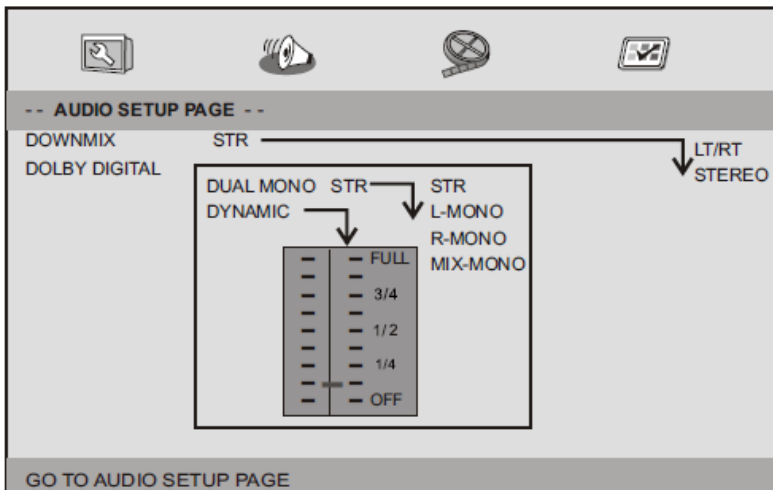 -- AUDIO SETUP PAGE --
DOWNMIX STR LT/RT
STEREO
DOLBY DIGITAL
DUAL MONO STR STR
DYNAMIC L-MONO
R-MONO
MIX-MONO
FULL
3/4
1/2
1/4
OFF
GO TO AUDIO SETUP PAGE